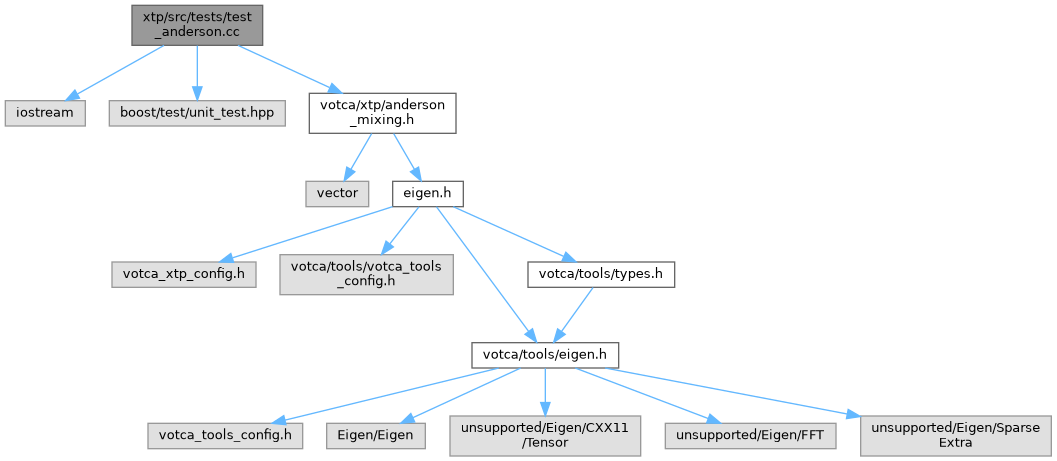 xtp/src/tests/test
_anderson.cc
iostream
boost/test/unit_test.hpp
votca/xtp/anderson
_mixing.h
vector
eigen.h
votca_xtp_config.h
votca/tools/votca_tools
_config.h
votca/tools/types.h
votca/tools/eigen.h
votca_tools_config.h
Eigen/Eigen
unsupported/Eigen/CXX11
/Tensor
unsupported/Eigen/FFT
unsupported/Eigen/Sparse
Extra